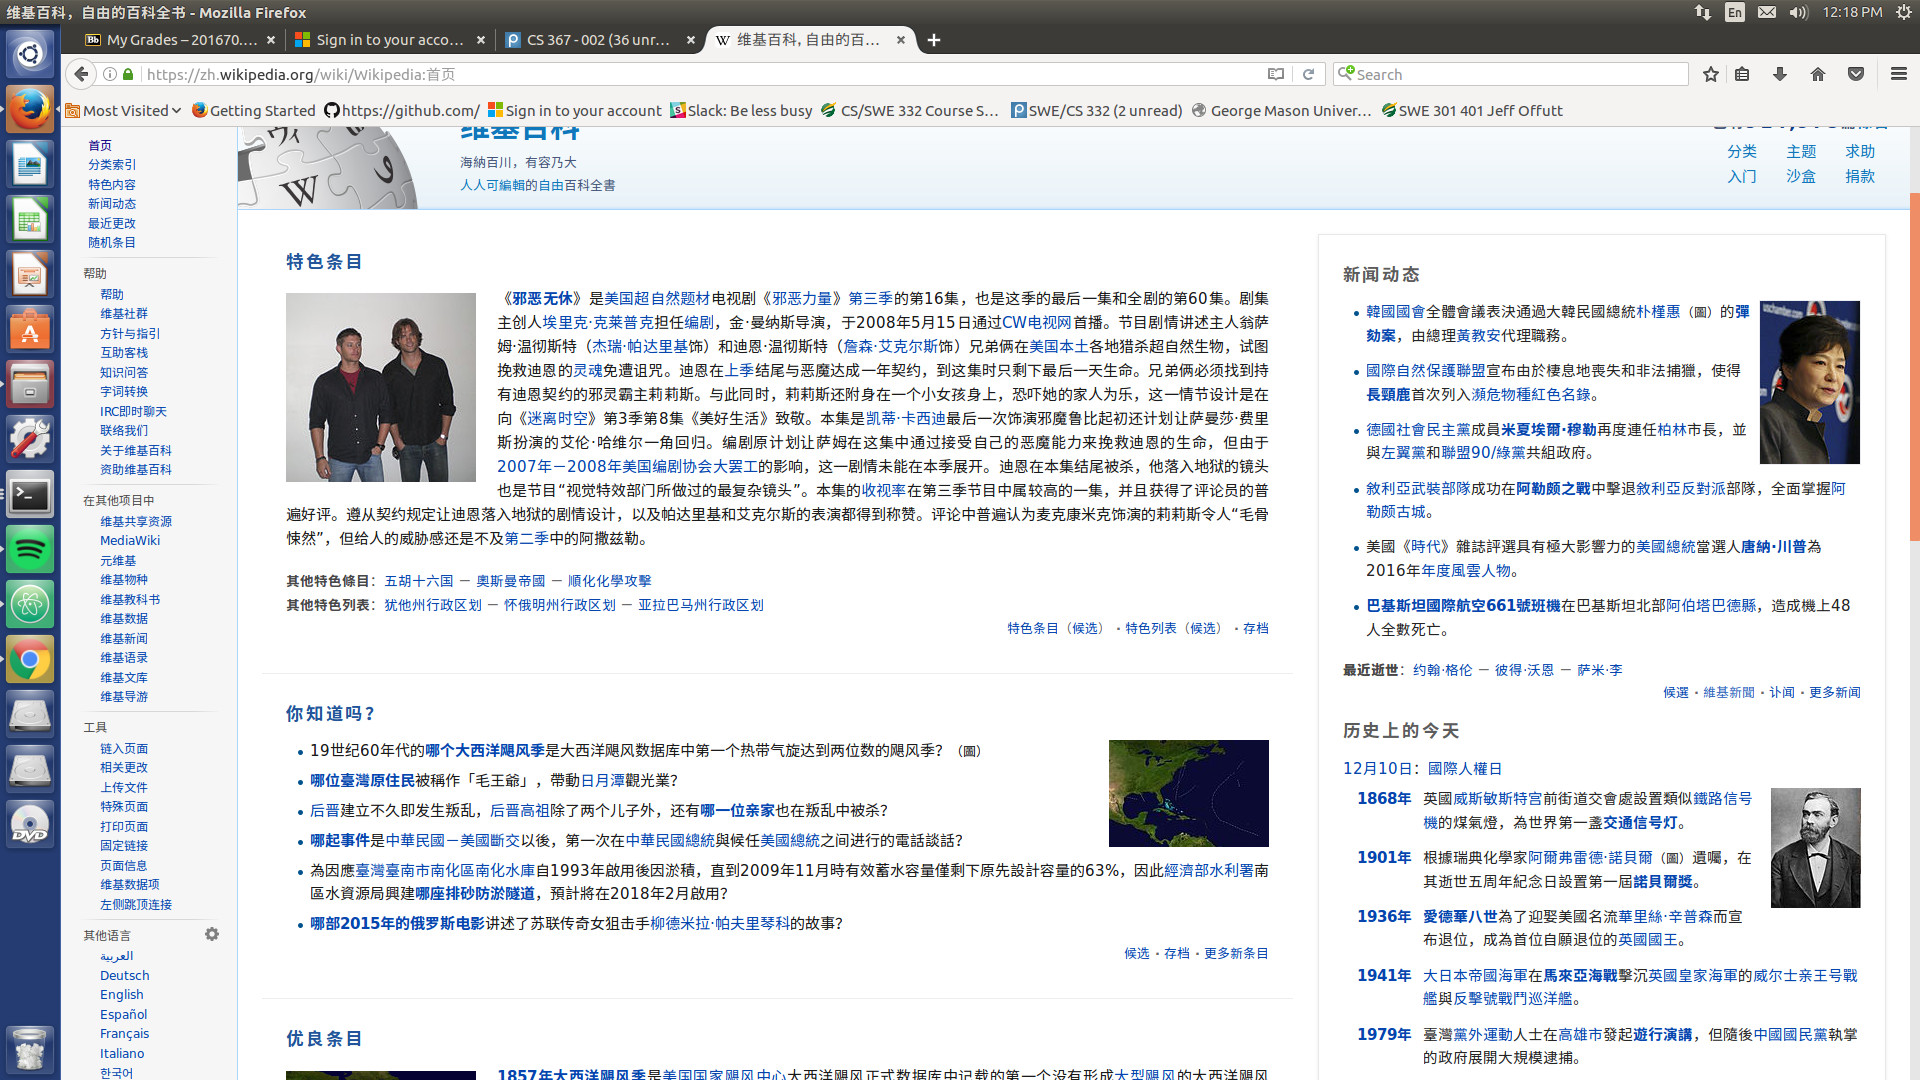 维基百科，自由的百科全书 - Mozilla Firefox
En
12:18 PM
Bb My Grades – 201670....
Sign in to your acco...
CS 367 - 002 (36 unr...
W 维基百科, 自由的百...
https://zh.wikipedia.org/wiki/Wikipedia:首页
Search
Most Visited
Getting Started
https://github.com/
Sign in to your account
Slack: Be less busy
CS/SWE 332 Course S...
SWE/CS 332 (2 unread)
George Mason Univer...
SWE 301 401 Jeff Offutt
首页
分类索引
特色内容
新闻动态
最近更改
随机条目
帮助
帮助
维基社群
方针与指引
互助客栈
知识问答
字词转换
IRC即时聊天
联络我们
关于维基百科
资助维基百科
在其他项目中
维基共享资源
MediaWiki
元维基
维基物种
维基教科书
维基数据
维基新闻
维基语录
维基文库
维基导游
工具
链入页面
相关更改
上传文件
特殊页面
打印页面
固定链接
页面信息
维基数据项
左侧跳顶连接
其他语言
العربية
Deutsch
English
Español
Français
Italiano
한국어
维基百科
海納百川，有容乃大
人人可編輯的自由百科全書
分类 主题 求助
入门 沙盒 捐款
特色条目
《邪恶无休》是美国超自然题材电视剧《邪恶力量》第三季的第16集，也是这季的最后一集和全剧的第60集。剧集
主创人埃里克·克莱普克担任编剧，金·曼纳斯导演，于2008年5月15日通过CW电视网首播。节目剧情讲述主人翁萨
姆·温彻斯特（杰瑞·帕达里基饰）和迪恩·温彻斯特（詹森·艾克尔斯饰）兄弟俩在美国本土各地猎杀超自然生物，试图
挽救迪恩的灵魂免遭诅咒。迪恩在上季结尾与恶魔达成一年契约，到这集时只剩下最后一天生命。兄弟俩必须找到持
有迪恩契约的邪灵霸主莉莉斯。与此同时，莉莉斯还附身在一个小女孩身上，恐吓她的家人为乐，这一情节设计是在
向《迷离时空》第3季第8集《美好生活》致敬。本集是凯蒂·卡西迪最后一次饰演邪魔鲁比起初还计划让萨曼莎·费里
斯扮演的艾伦·哈维尔一角回归。编剧原计划让萨姆在这集中通过接受自己的恶魔能力来挽救迪恩的生命，但由于
2007年－2008年美国编剧协会大罢工的影响，这一剧情未能在本季展开。迪恩在本集结尾被杀，他落入地狱的镜头
也是节目“视觉特效部门所做过的最复杂镜头”。本集的收视率在第三季节目中属较高的一集，并且获得了评论员的普
遍好评。遵从契约规定让迪恩落入地狱的剧情设计，以及帕达里基和艾克尔斯的表演都得到称赞。评论中普遍认为麦克康米克饰演的莉莉斯令人“毛骨
悚然”，但给人的威胁感还是不及第二季中的阿撒兹勒。
其他特色條目：五胡十六国 － 奧斯曼帝國 － 順化化學攻擊
其他特色列表：犹他州行政区划 － 怀俄明州行政区划 － 亚拉巴马州行政区划
特色条目（候选） · 特色列表（候选） · 存档
你知道吗？
19世纪60年代的哪个大西洋飓风季是大西洋飓风数据库中第一个热带气旋达到两位数的飓风季？（圖）
哪位臺灣原住民被稱作「毛王爺」，帶動日月潭觀光業？
后晋建立不久即发生叛乱，后晋高祖除了两个儿子外，还有哪一位亲家也在叛乱中被杀？
哪起事件是中華民國－美國斷交以後，第一次在中華民國總統與候任美國總統之间进行的電話談話？
為因應臺灣臺南市南化區南化水庫自1993年啟用後因淤積，直到2009年11月時有效蓄水容量僅剩下原先設計容量的63%，因此經濟部水利署南
區水資源局興建哪座排砂防淤隧道，預計將在2018年2月啟用？
哪部2015年的俄罗斯电影讲述了苏联传奇女狙击手柳德米拉·帕夫里琴科的故事？
候选 · 存档 · 更多新条目
优良条目
1857年大西洋飓风季是美国国家飓风中心大西洋飓风正式数据库中记载的第一个没有形成大型飓风的大西洋飓风
新闻动态
韓國國會全體會議表決通過大韓民國總統朴槿惠（圖）的彈
劾案，由總理黃教安代理職務。
國際自然保護聯盟宣布由於棲息地喪失和非法捕獵，使得
長頸鹿首次列入瀕危物種紅色名錄。
德國社會民主黨成員米夏埃爾·穆勒再度連任柏林市長，並
與左翼黨和聯盟90/綠黨共組政府。
敘利亞武裝部隊成功在阿勒颇之戰中擊退敘利亞反對派部隊，全面掌握阿
勒颇古城。
美國《時代》雜誌評選具有極大影響力的美國總統當選人唐納·川普為
2016年年度風雲人物。
巴基斯坦國際航空661號班機在巴基斯坦北部阿伯塔巴德縣，造成機上48
人全數死亡。
最近逝世：约翰·格伦 － 彼得·沃恩 － 萨米·李
候選 · 維基新聞 · 讣闻 · 更多新闻
历史上的今天
12月10日：國際人權日
1868年 英國威斯敏斯特宫前街道交會處設置類似鐵路信号
機的煤氣燈，為世界第一盞交通信号灯。
1901年 根據瑞典化學家阿爾弗雷德·諾貝爾（圖）遺囑，在
其逝世五周年紀念日設置第一屆諾貝爾獎。
1936年 愛德華八世為了迎娶美國名流華里絲·辛普森而宣
布退位，成為首位自願退位的英國國王。
1941年 大日本帝國海軍在馬來亞海戰擊沉英國皇家海軍的威尔士亲王号戰
艦與反擊號戰鬥巡洋艦。
1979年 臺灣黨外運動人士在高雄市發起遊行演講，但隨後中國國民黨執掌
的政府展開大規模逮捕。